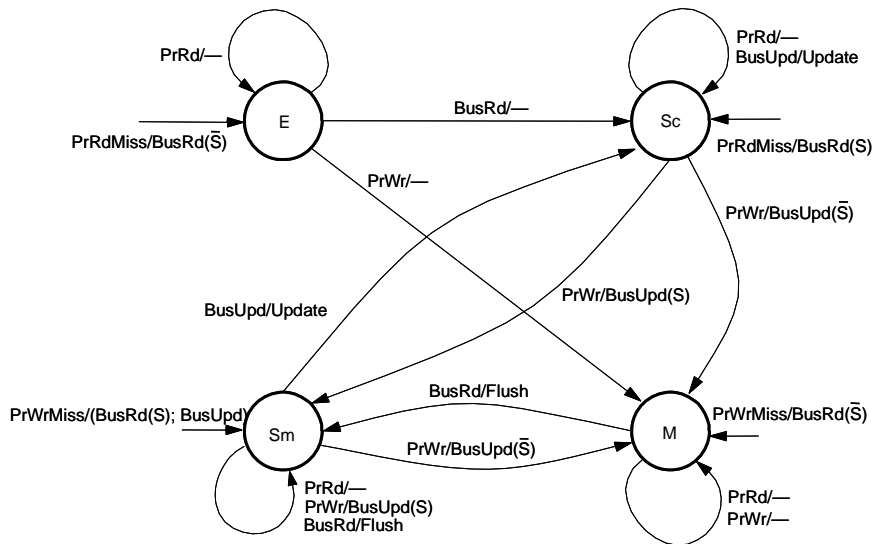 PrRd/—
PrRd/—
BusUpd/Update
E
BusRd/—
Sc
PrRdMiss/BusRd(S̄)
PrRdMiss/BusRd(S)
PrWr/—
PrWr/BusUpd(S̄)
PrWr/BusUpd(S)
BusUpd/Update
BusRd/Flush
PrWrMiss/(BusRd(S); BusUpd)
PrWrMiss/BusRd(S̄)
Sm
M
PrWr/BusUpd(S̄)
PrRd/—
PrWr/BusUpd(S)
BusRd/Flush
PrRd/—
PrWr/—